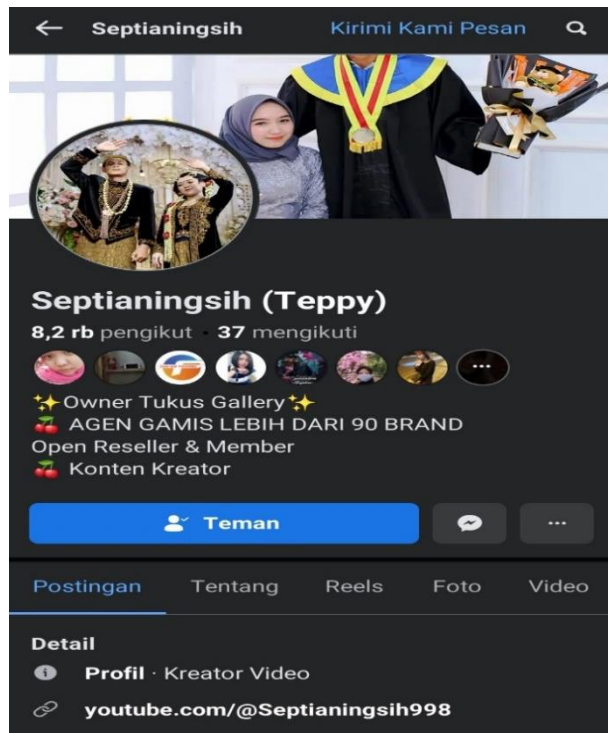 Septianingsih Kirimi Kami Pesan
Septianingsih (Teppy)
8,2 rb pengikut · 37 mengikuti
✨Owner Tukus Gallery✨
🍒 AGEN GAMIS LEBIH DARI 90 BRAND
Open Reseller & Member
🍒 Konten Kreator
Teman
Postingan Tentang Reels Foto Video
Detail
Profil · Kreator Video
youtube.com/@Septianingsih998